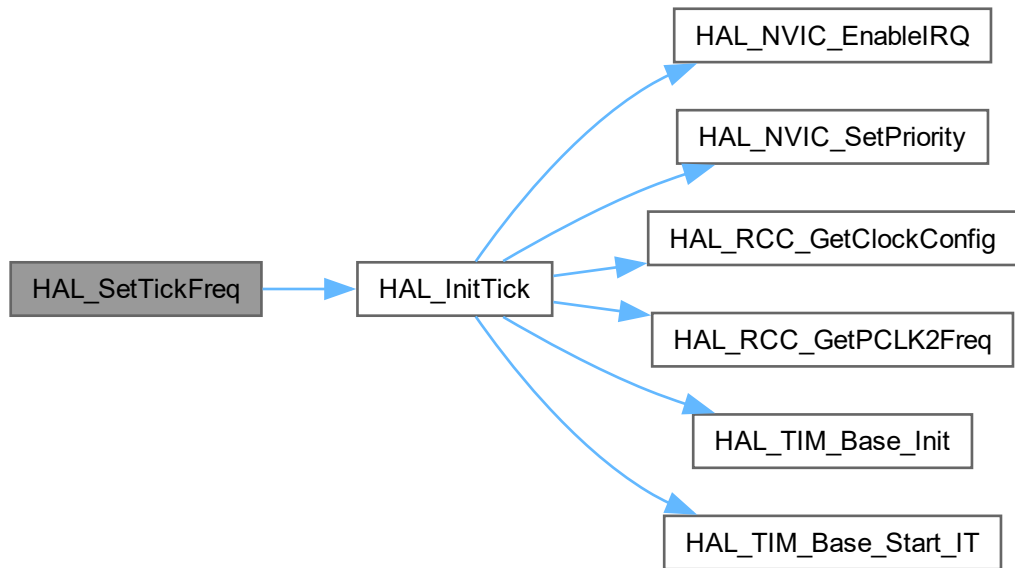 HAL_SetTickFreq
HAL_InitTick
HAL_NVIC_EnableIRQ
HAL_NVIC_SetPriority
HAL_RCC_GetClockConfig
HAL_RCC_GetPCLK2Freq
HAL_TIM_Base_Init
HAL_TIM_Base_Start_IT